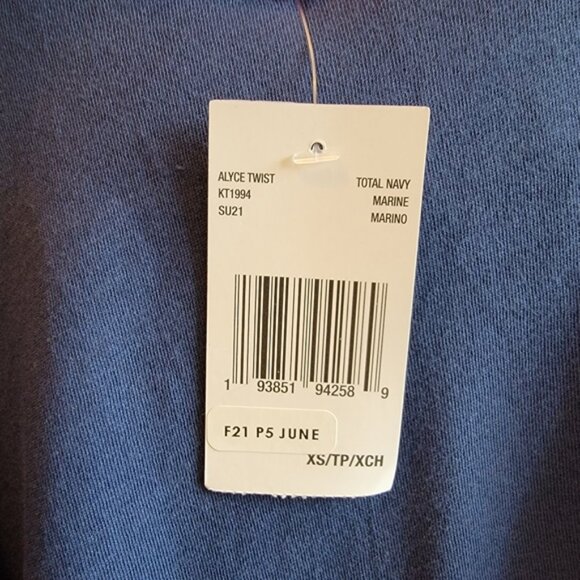 ALYCE TWIST
KT1994
SU21
TOTAL NAVY
MARINE
MARINO
1 93851 94258 9
F21 P5 JUNE
XS/TP/XCH